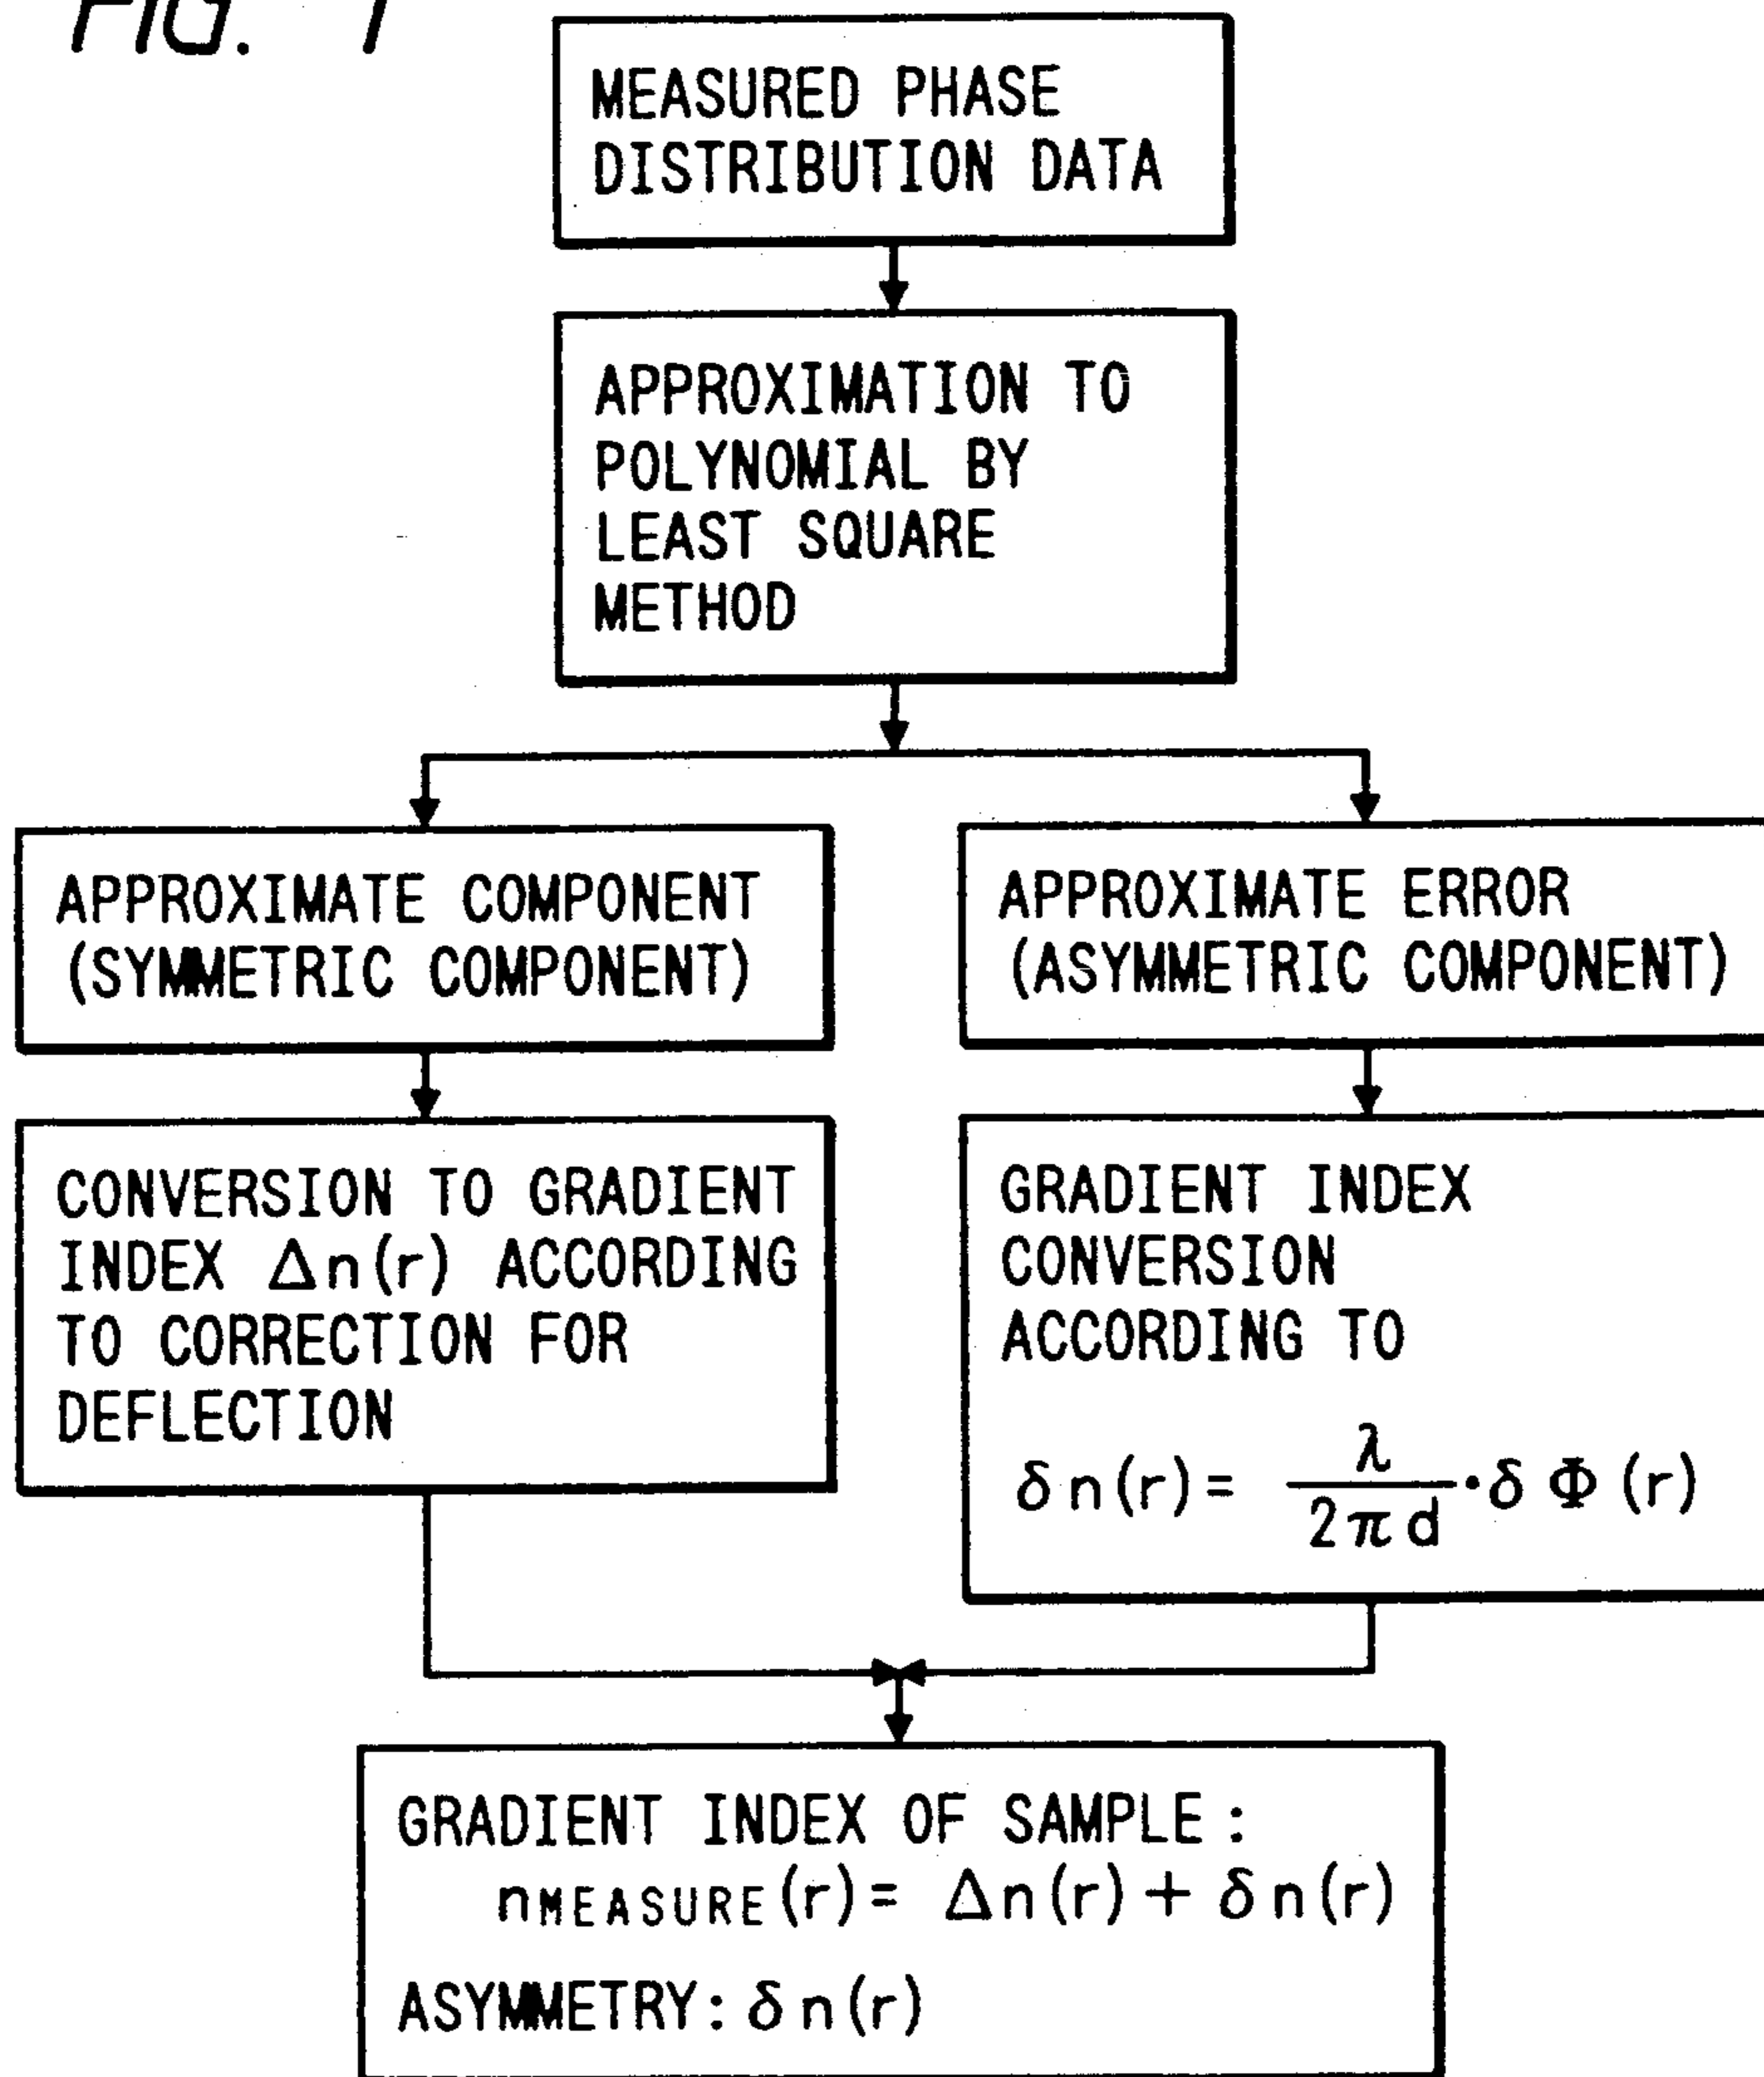 FIG. 1
MEASURED PHASE
DISTRIBUTION DATA
APPROXIMATION TO
POLYNOMIAL BY
LEAST SQUARE
METHOD
APPROXIMATE COMPONENT
(SYMMETRIC COMPONENT)
APPROXIMATE ERROR
(ASYMMETRIC COMPONENT)
CONVERSION TO GRADIENT
INDEX Δn(r) ACCORDING
TO CORRECTION FOR
DEFLECTION
GRADIENT INDEX
CONVERSION
ACCORDING TO
δn(r)= λ/2πd·δΦ(r)
GRADIENT INDEX OF SAMPLE:
nMEASURE(r)= Δn(r)+δn(r)
ASYMMETRY: δn(r)